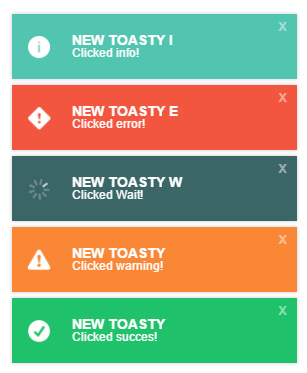 X
NEW TOASTY I
Clicked info!
X
NEW TOASTY E
Clicked error!
X
NEW TOASTY W
Clicked Wait!
X
NEW TOASTY
Clicked warning!
X
NEW TOASTY
Clicked succes!